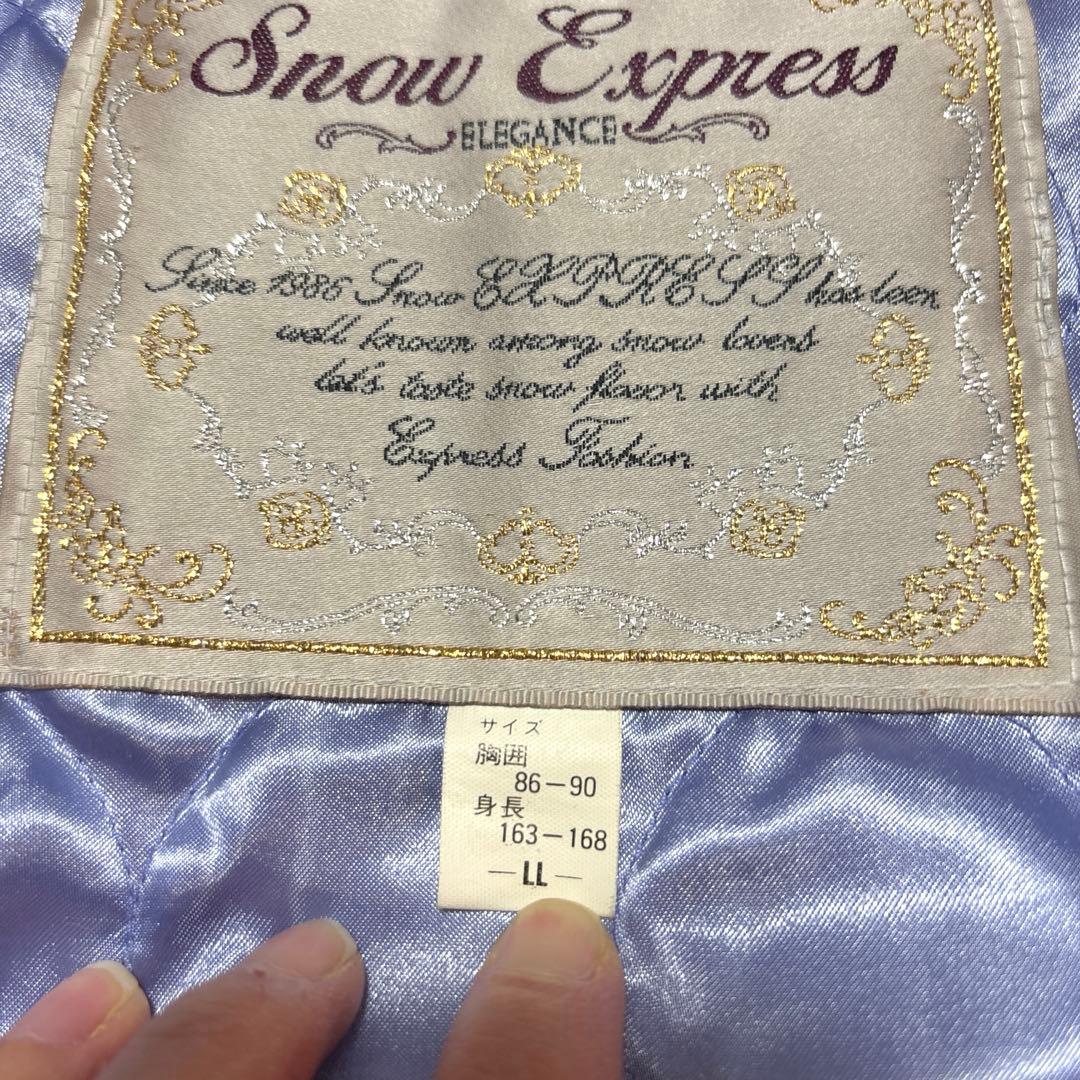 Snow Express
ELEGANCE
Since 1986 Snow EXPRESS has been
well known among snow lovers
let's taste snow flavor with
Express Fashion
サイズ
胸囲
86-90
身長
163-168
-LL-